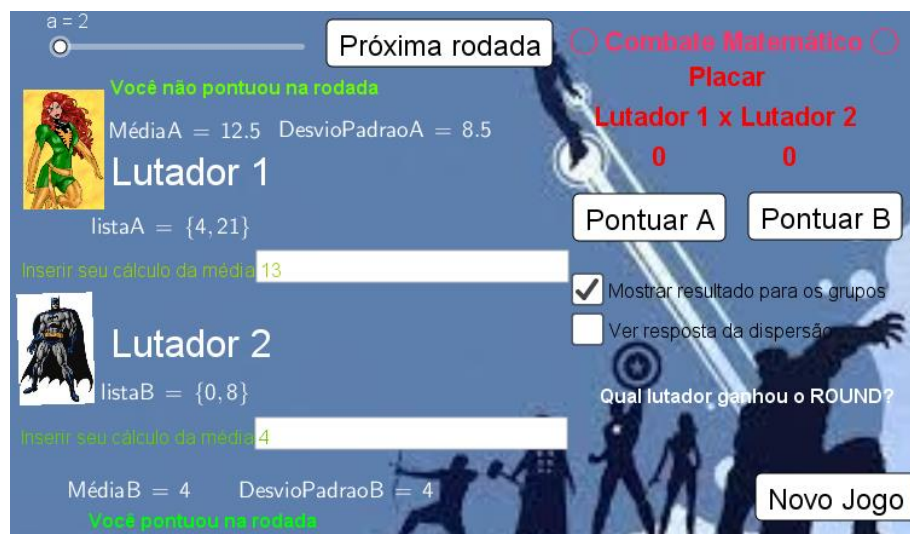 a = 2
Próxima rodada
Combate Matemático
Placar
Você não pontuou na rodada
Lutador 1 x Lutador 2
MédiaA = 12.5 DesvioPadraoA = 8.5
0 0
Lutador 1
listaA = {4, 21}
Pontuar A
Pontuar B
Inserir seu cálculo da média 13
Mostrar resultado para os grupos
Ver resposta da dispersão
Lutador 2
listaB = {0, 8}
Qual lutador ganhou o ROUND?
Inserir seu cálculo da média 4
MédiaB = 4 DesvioPadraoB = 4
Você pontuou na rodada
Novo Jogo